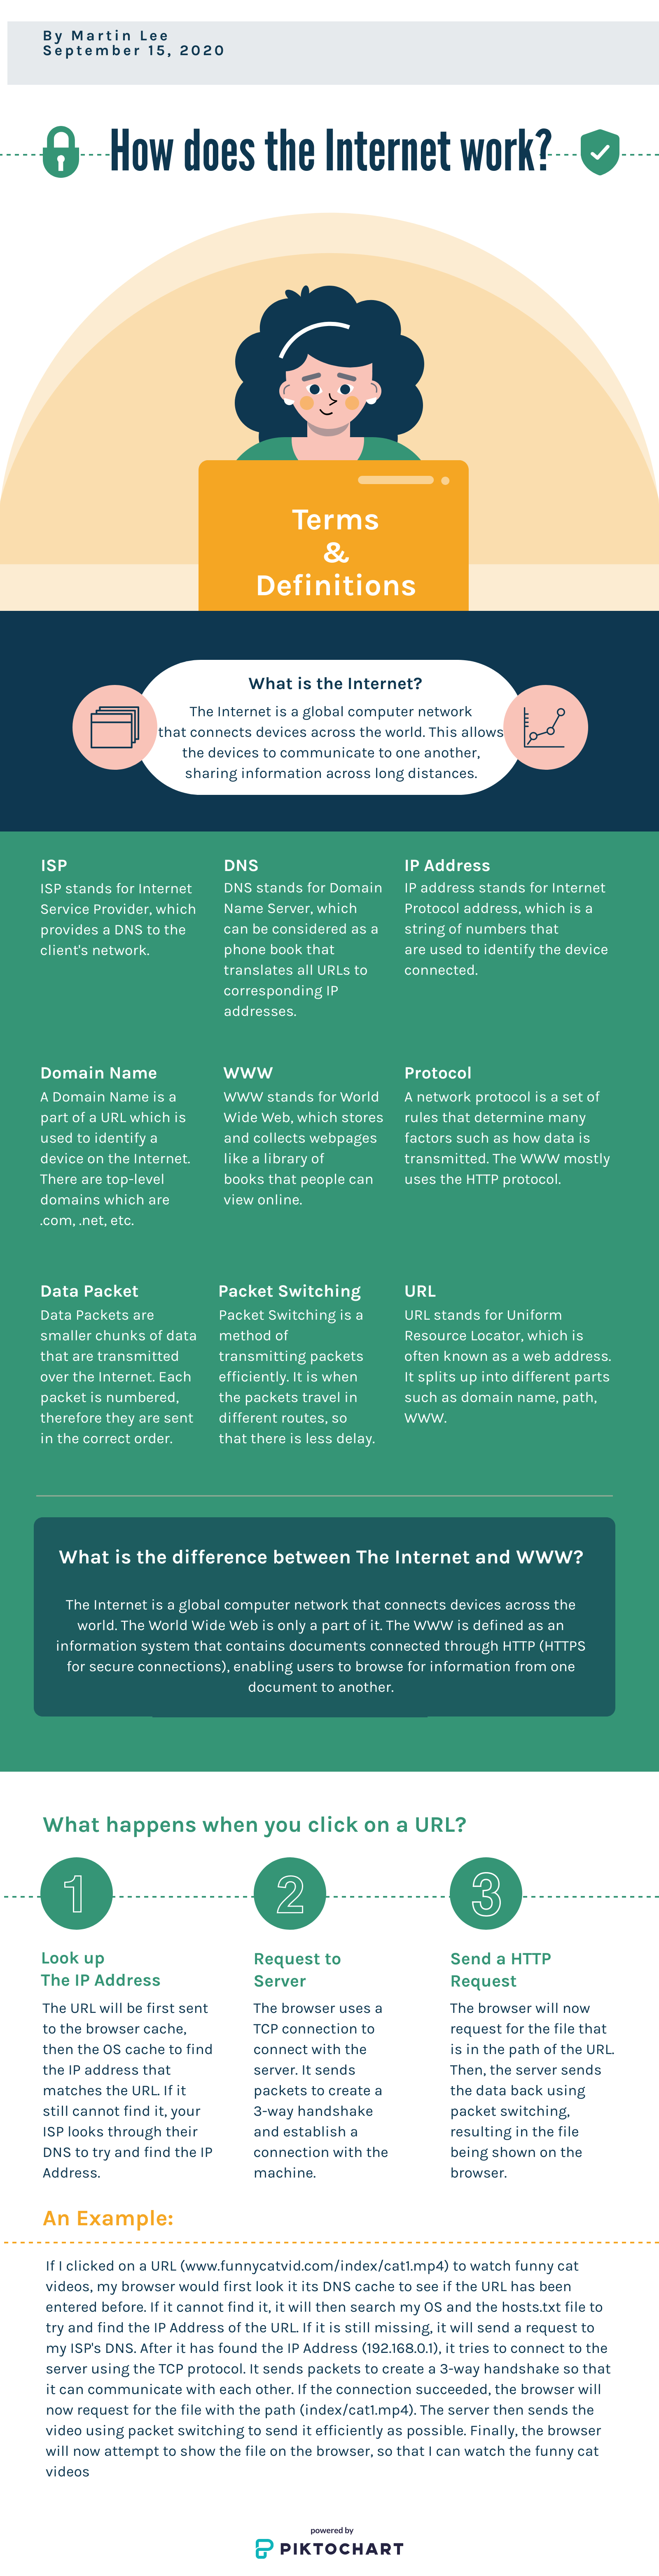 By Martin Lee
September 15, 2020
How does the Internet work?
Terms
&
Definitions
What is the Internet?
The Internet is a global computer network
that connects devices across the world. This allows
the devices to communicate to one another,
sharing information across long distances.
ISP
ISP stands for Internet
Service Provider, which
provides a DNS to the
client's network.
DNS
DNS stands for Domain
Name Server, which
can be considered as a
phone book that
translates all URLs to
corresponding IP
addresses.
IP Address
IP address stands for Internet
Protocol address, which is a
string of numbers that
are used to identify the device
connected.
Domain Name
A Domain Name is a
part of a URL which is
used to identify a
device on the Internet.
There are top-level
domains which are
.com, .net, etc.
WWW
WWW stands for World
Wide Web, which stores
and collects webpages
like a library of
books that people can
view online.
Protocol
A network protocol is a set of
rules that determine many
factors such as how data is
transmitted. The WWW mostly
uses the HTTP protocol.
Data Packet
Data Packets are
smaller chunks of data
that are transmitted
over the Internet. Each
packet is numbered,
therefore they are sent
in the correct order.
Packet Switching
Packet Switching is a
method of
transmitting packets
efficiently. It is when
the packets travel in
different routes, so
that there is less delay.
URL
URL stands for Uniform
Resource Locator, which is
often known as a web address.
It splits up into different parts
such as domain name, path,
WWW.
What is the difference between The Internet and WWW?
The Internet is a global computer network that connects devices across the
world. The World Wide Web is only a part of it. The WWW is defined as an
information system that contains documents connected through HTTP (HTTPS
for secure connections), enabling users to browse for information from one
document to another.
What happens when you click on a URL?
1
Look up
The IP Address
The URL will be first sent
to the browser cache,
then the OS cache to find
the IP address that
matches the URL. If it
still cannot find it, your
ISP looks through their
DNS to try and find the IP
Address.
2
Request to
Server
The browser uses a
TCP connection to
connect with the
server. It sends
packets to create a
3-way handshake
and establish a
connection with the
machine.
3
Send a HTTP
Request
The browser will now
request for the file that
is in the path of the URL.
Then, the server sends
the data back using
packet switching,
resulting in the file
being shown on the
browser.
An Example:
If I clicked on a URL (www.funnycatvid.com/index/cat1.mp4) to watch funny cat
videos, my browser would first look it its DNS cache to see if the URL has been
entered before. If it cannot find it, it will then search my OS and the hosts.txt file to
try and find the IP Address of the URL. If it is still missing, it will send a request to
my ISP's DNS. After it has found the IP Address (192.168.0.1), it tries to connect to the
server using the TCP protocol. It sends packets to create a 3-way handshake so that
it can communicate with each other. If the connection succeeded, the browser will
now request for the file with the path (index/cat1.mp4). The server then sends the
video using packet switching to send it efficiently as possible. Finally, the browser
will now attempt to show the file on the browser, so that I can watch the funny cat
videos
powered by
PIKTOCHART